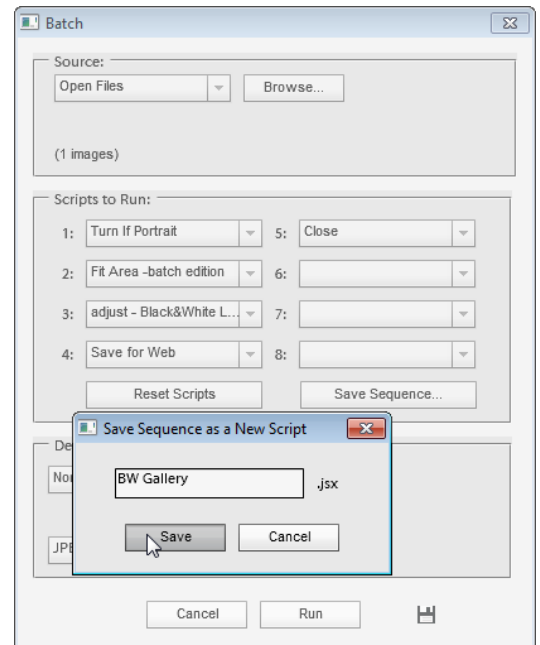 Batch
Source:
Open Files
Browse...
(1 images)
Scripts to Run:
1: Turn If Portrait
5: Close
2: Fit Area -batch edition
6:
3: adjust - Black&White L...
7:
4: Save for Web
8:
Reset Scripts
Save Sequence...
Save Sequence as a New Script
BW Gallery
.jsx
Save
Cancel
Cancel
Run